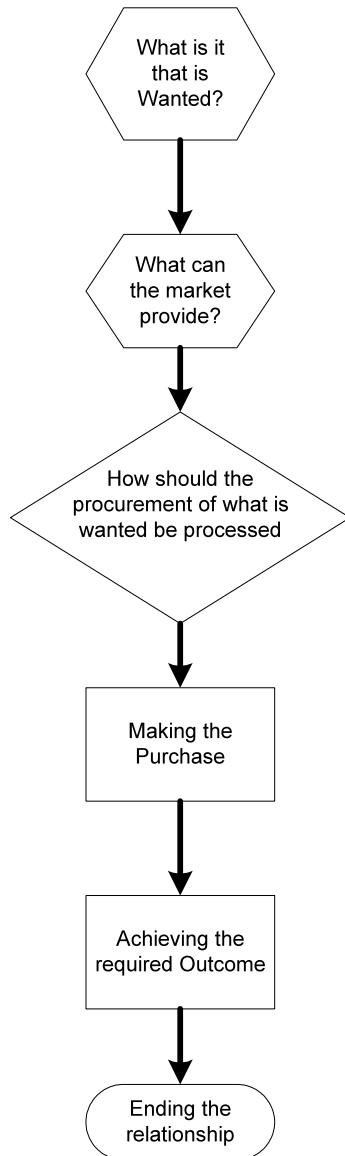 What is it
that is
Wanted?
What can
the market
provide?
How should the
procurement of what is
wanted be processed
Making the
Purchase
Achieving the
required Outcome
Ending the
relationship